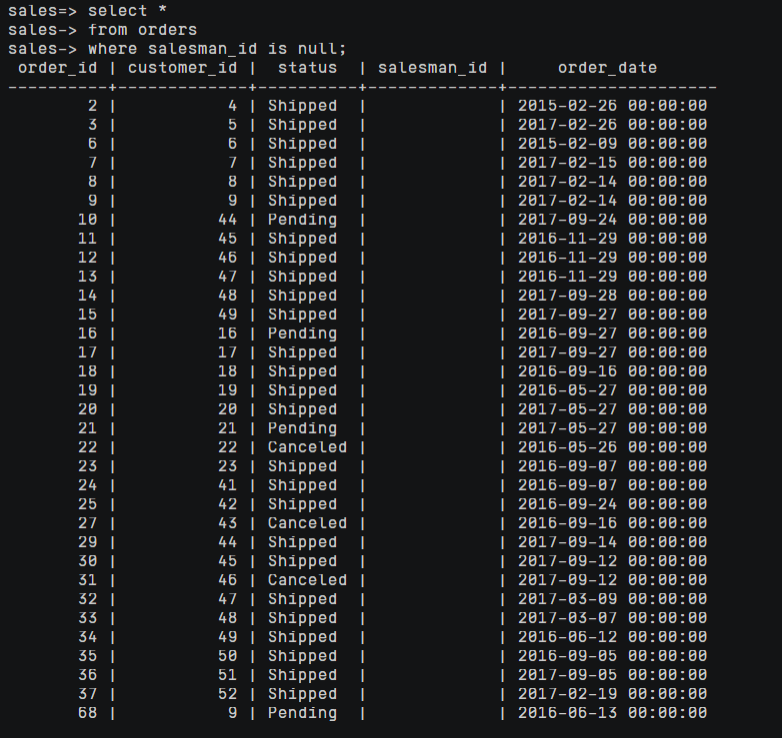 sales=> select *
sales-> from orders
sales-> where salesman_id is null;
 order_id | customer_id |  status  | salesman_id |     order_date
----------+-------------+----------+-------------+---------------------
        2 |           4 | Shipped  |             | 2015-02-26 00:00:00
        3 |           5 | Shipped  |             | 2017-02-26 00:00:00
        6 |           6 | Shipped  |             | 2015-02-09 00:00:00
        7 |           7 | Shipped  |             | 2017-02-15 00:00:00
        8 |           8 | Shipped  |             | 2017-02-14 00:00:00
        9 |           9 | Shipped  |             | 2017-02-14 00:00:00
       10 |          44 | Pending  |             | 2017-09-24 00:00:00
       11 |          45 | Shipped  |             | 2016-11-29 00:00:00
       12 |          46 | Shipped  |             | 2016-11-29 00:00:00
       13 |          47 | Shipped  |             | 2016-11-29 00:00:00
       14 |          48 | Shipped  |             | 2017-09-28 00:00:00
       15 |          49 | Shipped  |             | 2017-09-27 00:00:00
       16 |          16 | Pending  |             | 2017-09-27 00:00:00
       17 |          17 | Shipped  |             | 2017-09-27 00:00:00
       18 |          18 | Shipped  |             | 2016-09-16 00:00:00
       19 |          19 | Shipped  |             | 2016-05-27 00:00:00
       20 |          20 | Shipped  |             | 2017-05-27 00:00:00
       21 |          21 | Pending  |             | 2017-05-27 00:00:00
       22 |          22 | Canceled |             | 2016-05-26 00:00:00
       23 |          23 | Shipped  |             | 2016-09-07 00:00:00
       24 |          41 | Shipped  |             | 2016-09-07 00:00:00
       25 |          42 | Shipped  |             | 2016-09-24 00:00:00
       27 |          43 | Canceled |             | 2016-09-16 00:00:00
       29 |          44 | Shipped  |             | 2017-09-14 00:00:00
       30 |          45 | Shipped  |             | 2017-09-12 00:00:00
       31 |          46 | Canceled |             | 2017-09-12 00:00:00
       32 |          47 | Shipped  |             | 2017-03-09 00:00:00
       33 |          48 | Shipped  |             | 2017-03-07 00:00:00
       34 |          49 | Shipped  |             | 2016-06-12 00:00:00
       35 |          50 | Shipped  |             | 2016-09-05 00:00:00
       36 |          51 | Shipped  |             | 2017-09-05 00:00:00
       37 |          52 | Shipped  |             | 2017-02-19 00:00:00
       68 |           9 | Pending  |             | 2016-06-13 00:00:00